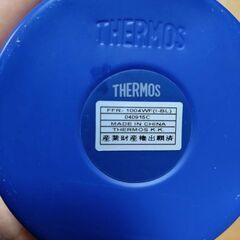 THERMOS
THERMOS
FFR-1004WF(I-BL)
040915C
MADE IN CHINA
THERMOS K.K.
産業財産権出願済